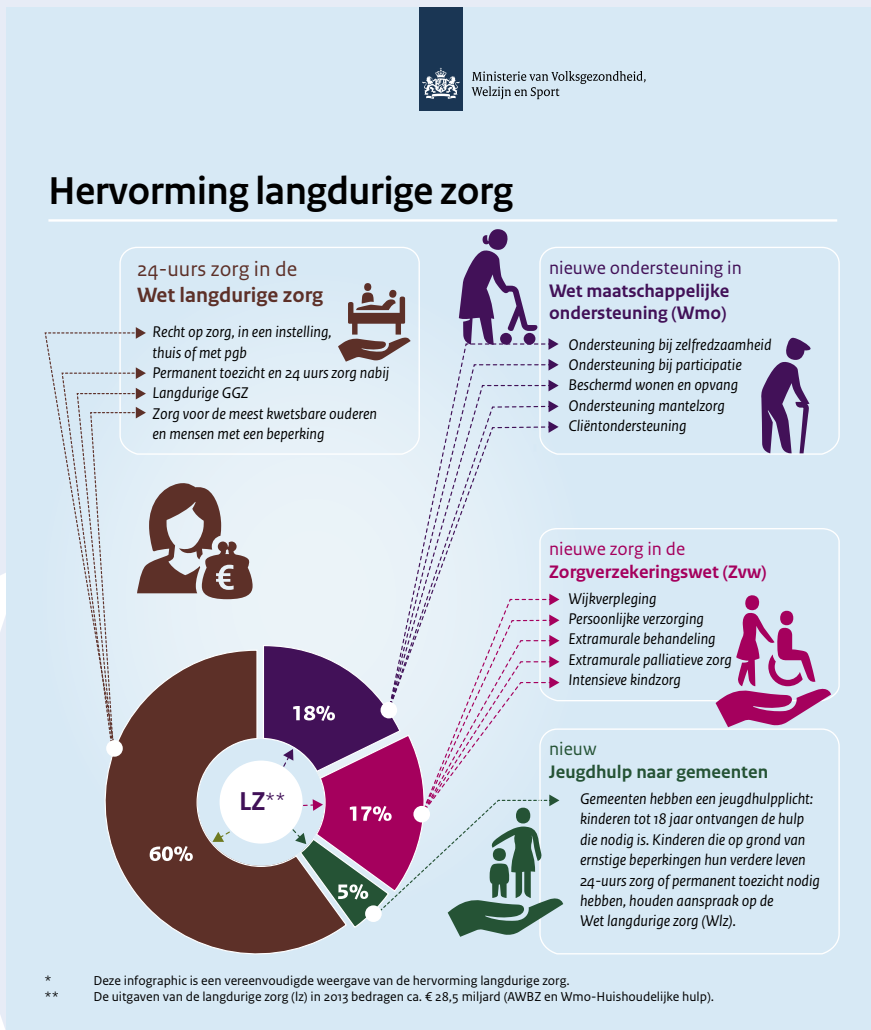 Ministerie van Volksgezondheid,
Welzijn en Sport
Hervorming langdurige zorg
24-uurs zorg in de
Wet langdurige zorg
Recht op zorg, in een instelling,
thuis of met pgb
Permanent toezicht en 24 uurs zorg nabij
Langdurige GGZ
Zorg voor de meest kwetsbare ouderen
en mensen met een beperking
nieuwe ondersteuning in
Wet maatschappelijke
ondersteuning (Wmo)
Ondersteuning bij zelfredzaamheid
Ondersteuning bij participatie
Beschermd wonen en opvang
Ondersteuning mantelzorg
Cliëntondersteuning
€
nieuwe zorg in de
Zorgverzekeringswet (Zvw)
Wijkverpleging
Persoonlijke verzorging
Extramurale behandeling
Extramurale palliatieve zorg
Intensieve kindzorg
18%
17%
5%
60%
LZ**
nieuw
Jeugdhulp naar gemeenten
Gemeenten hebben een jeugdhulpplicht:
kinderen tot 18 jaar ontvangen de hulp
die nodig is. Kinderen die op grond van
ernstige beperkingen hun verdere leven
24-uurs zorg of permanent toezicht nodig
hebben, houden aanspraak op de
Wet langdurige zorg (Wlz).
* Deze infographic is een vereenvoudigde weergave van de hervorming langdurige zorg.
** De uitgaven van de langdurige zorg (lz) in 2013 bedragen ca. € 28,5 miljard (AWBZ en Wmo-Huishoudelijke hulp).